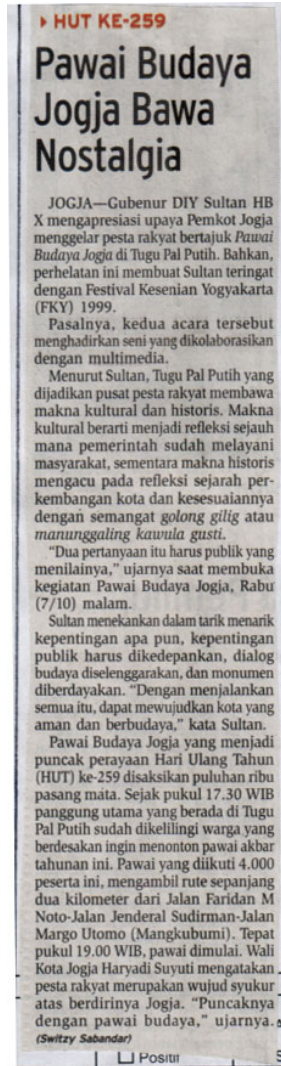 HUT KE-259
Pawai Budaya
Jogja Bawa
Nostalgia
JOGJA—Gubenur DIY Sultan HB
X mengapresiasi upaya Pemkot Jogja
menggelar pesta rakyat bertajuk Pawai
Budaya Jogja di Tugu Pal Putih. Bahkan,
perhelatan ini membuat Sultan teringat
dengan Festival Kesenian Yogyakarta
(FKY) 1999.
Pasalnya, kedua acara tersebut
menghadirkan seni yang dikolaborasikan
dengan multimedia.
Menurut Sultan, Tugu Pal Putih yang
dijadikan pusat pesta rakyat membawa
makna kultural dan historis. Makna
kultural berarti menjadi refleksi sejauh
mana pemerintah sudah melayani
masyarakat, sementara makna historis
mengacu pada refleksi sejarah per-
kembangan kota dan kesesuaiannya
dengan semangat golong gilig atau
manunggaling kawula gusti.
“Dua pertanyaan itu harus publik yang
menilainya,” ujarnya saat membuka
kegiatan Pawai Budaya Jogja, Rabu
(7/10) malam.
Sultan menekankan dalam tarik menarik
kepentingan apa pun, kepentingan
publik harus dikedepankan, dialog
budaya diselenggarakan, dan monumen
diberdayakan. “Dengan menjalankan
semua itu, dapat mewujudkan kota yang
aman dan berbudaya,” kata Sultan.
Pawai Budaya Jogja yang menjadi
puncak perayaan Hari Ulang Tahun
(HUT) ke-259 disaksikan puluhan ribu
pasang mata. Sejak pukul 17.30 WIB
panggung utama yang berada di Tugu
Pal Putih sudah dikelilingi warga yang
berdesakan ingin menonton pawai akbar
tahunan ini. Pawai yang diikuti 4.000
peserta ini, mengambil rute sepanjang
dua kilometer dari Jalan Faridan M
Noto-Jalan Jenderal Sudirman-Jalan
Margo Utomo (Mangkubumi). Tepat
pukul 19.00 WIB, pawai dimulai. Wali
Kota Jogja Haryadi Suyuti mengatakan
pesta rakyat merupakan wujud syukur
atas berdirinya Jogja. “Puncaknya
dengan pawai budaya,” ujarnya.
(Switzy Sabandar)
Positif